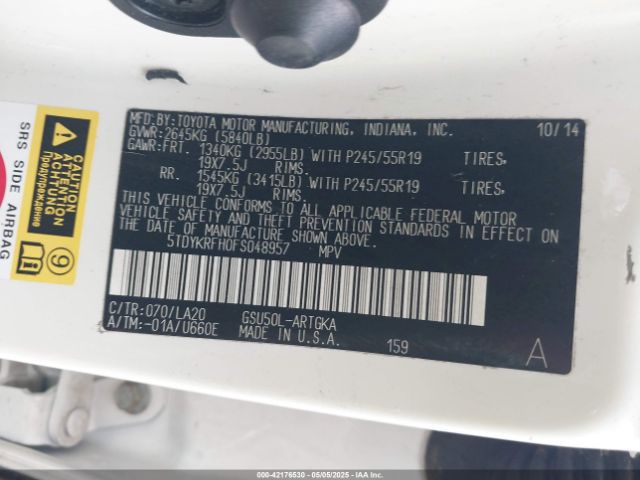 MFD.BY:TOYOTA MOTOR MANUFACTURING, INDIANA, INC. 10/14
GVWR:2645KG (5840LB)
GAWR:FRT. 1340KG (2955LB) WITH P245/55R19 TIRES,
19X7.5J RIMS.
RR. 1545KG (3415LB) WITH P245/55R19 TIRES,
19X7.5J RIMS.
THIS VEHICLE CONFORMS TO ALL APPLICABLE FEDERAL MOTOR
VEHICLE SAFETY AND THEFT PREVENTION STANDARDS IN EFFECT ON
THE DATE OF MANUFACTURE SHOWN ABOVE.
5TDYKRFH0FS048957 MPV
C/TR:070/LA20 GSU50L-ARTGKA
A/TM:-01A/U660E MADE IN U.S.A. 159 A
SRS SIDE AIRBAG
CAUTION
ATTENTION
ACHTUNG
Предупреждение
9
000-42176530 - 05/05/2025 - IAAI.COM